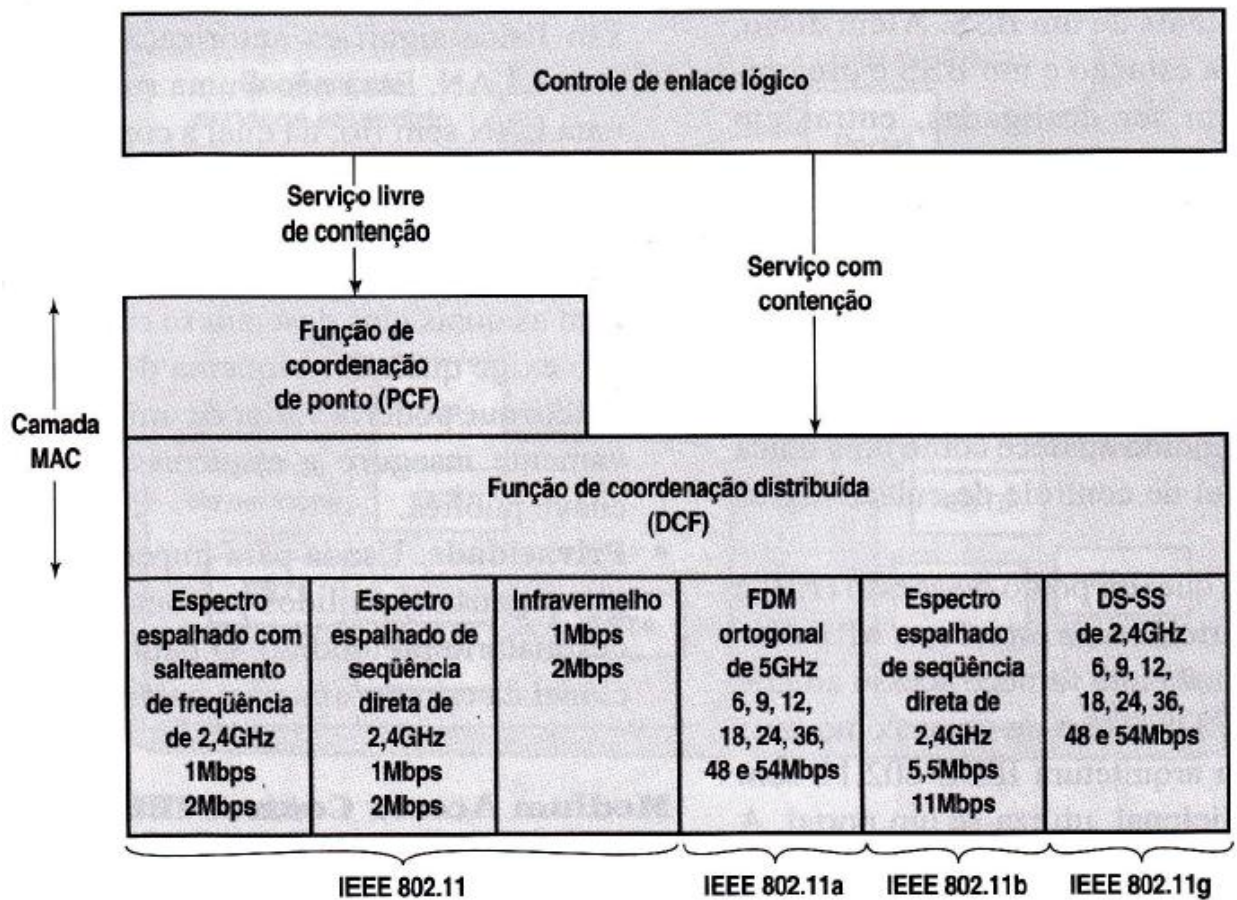 Controle de enlace lógico
Serviço livre
de contenção
Serviço com
contenção
Função de
coordenação
de ponto (PCF)
Camada
MAC
Função de coordenação distribuída
(DCF)
Espectro
espalhado com
salteamento
de freqüência
de 2,4GHz
1Mbps
2Mbps
Espectro
espalhado de
seqüência
direta de
2,4GHz
1Mbps
2Mbps
Infravermelho
1Mbps
2Mbps
FDM
ortogonal
de 5GHz
6, 9, 12,
18, 24, 36,
48 e 54Mbps
Espectro
espalhado
de seqüência
direta de
2,4GHz
5,5Mbps
11Mbps
DS-SS
de 2,4GHz
6, 9, 12,
18, 24, 36,
48 e 54Mbps
IEEE 802.11
IEEE 802.11a
IEEE 802.11b
IEEE 802.11g